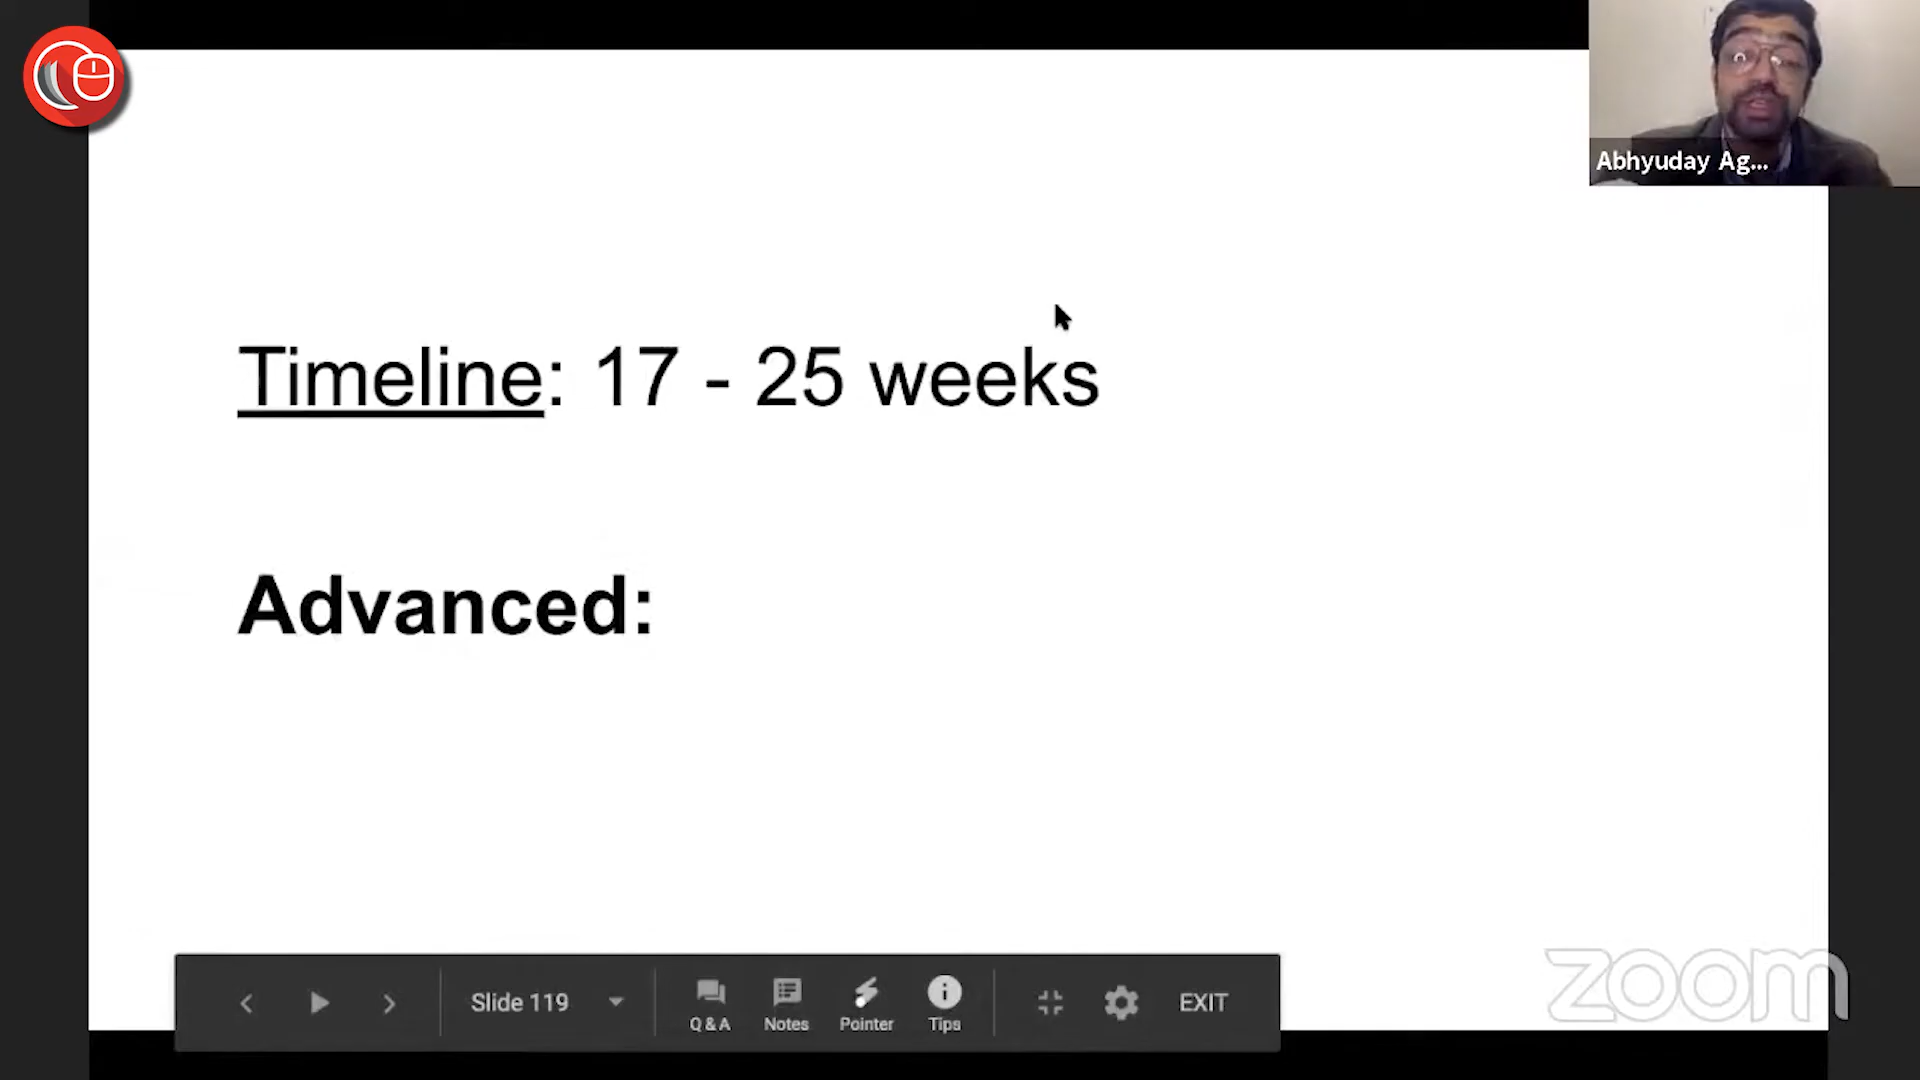 Abhyuday Ag...
Timeline: 17 - 25 weeks
Advanced:
Slide 119
Q & A
Notes
Pointer
Tips
EXIT
zoom